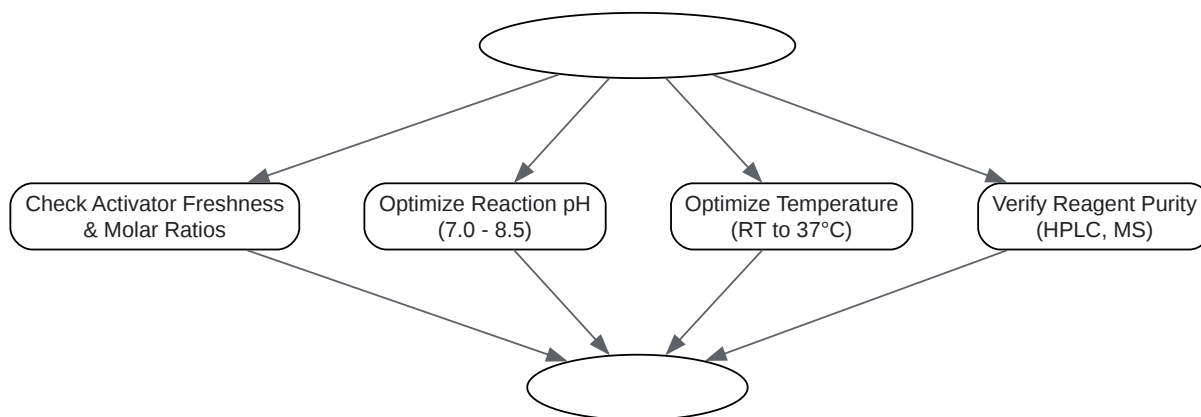 Check Activator Freshness
& Molar Ratios
Optimize Reaction pH
(7.0 - 8.5)
Optimize Temperature
(RT to 37°C)
Verify Reagent Purity
(HPLC, MS)